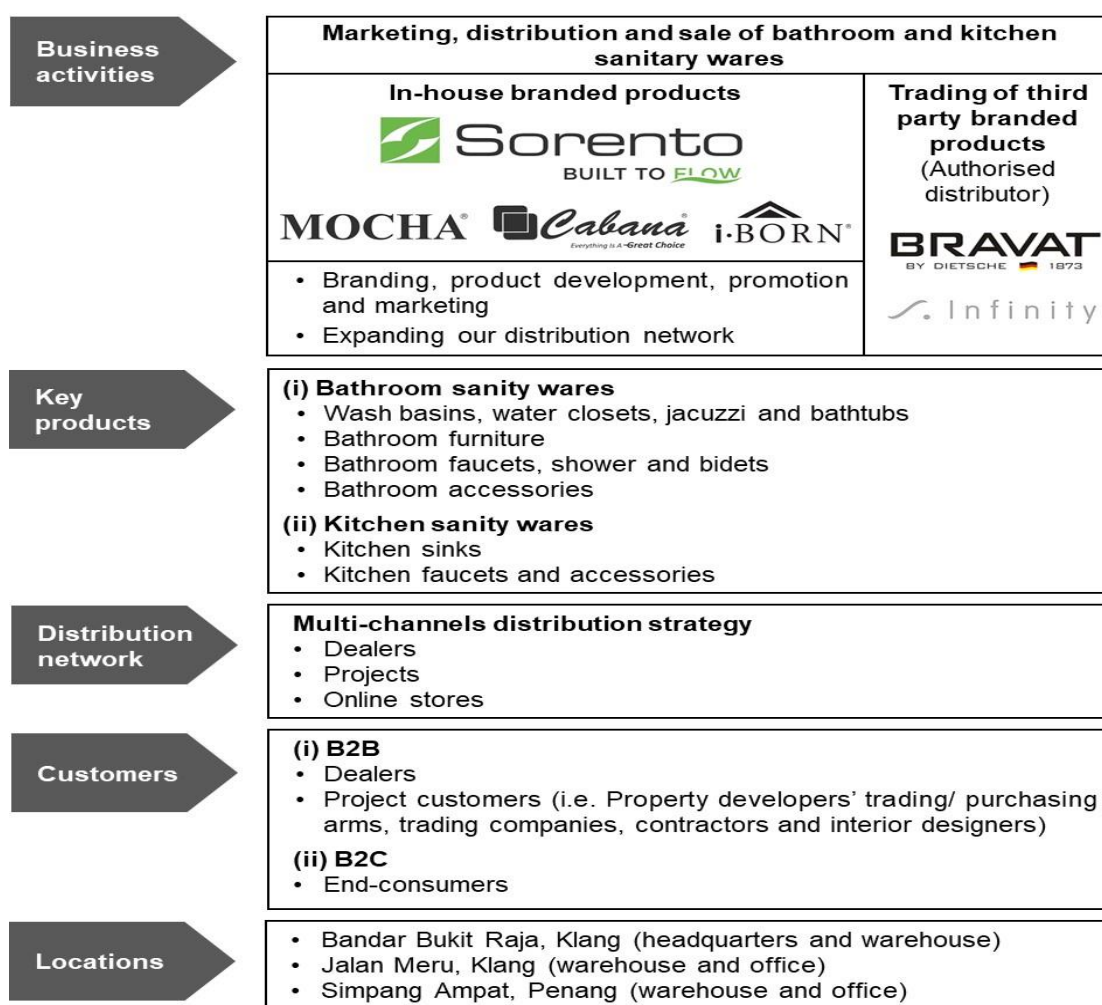 Business
activities
Marketing, distribution and sale of bathroom and kitchen
sanitary wares
In-house branded products
Sorento
BUILT TO FLOW
MOCHA®
Cabana®
Everything Is A Great Choice
i·BORN®
• Branding, product development, promotion
and marketing
• Expanding our distribution network
Trading of third
party branded
products
(Authorised
distributor)
BRAVAT
BY DIETSCHE 1873
Infinity
Key
products
(i) Bathroom sanity wares
• Wash basins, water closets, jacuzzi and bathtubs
• Bathroom furniture
• Bathroom faucets, shower and bidets
• Bathroom accessories
(ii) Kitchen sanity wares
• Kitchen sinks
• Kitchen faucets and accessories
Distribution
network
Multi-channels distribution strategy
• Dealers
• Projects
• Online stores
Customers
(i) B2B
• Dealers
• Project customers (i.e. Property developers’ trading/ purchasing
arms, trading companies, contractors and interior designers)
(ii) B2C
• End-consumers
Locations
• Bandar Bukit Raja, Klang (headquarters and warehouse)
• Jalan Meru, Klang (warehouse and office)
• Simpang Ampat, Penang (warehouse and office)